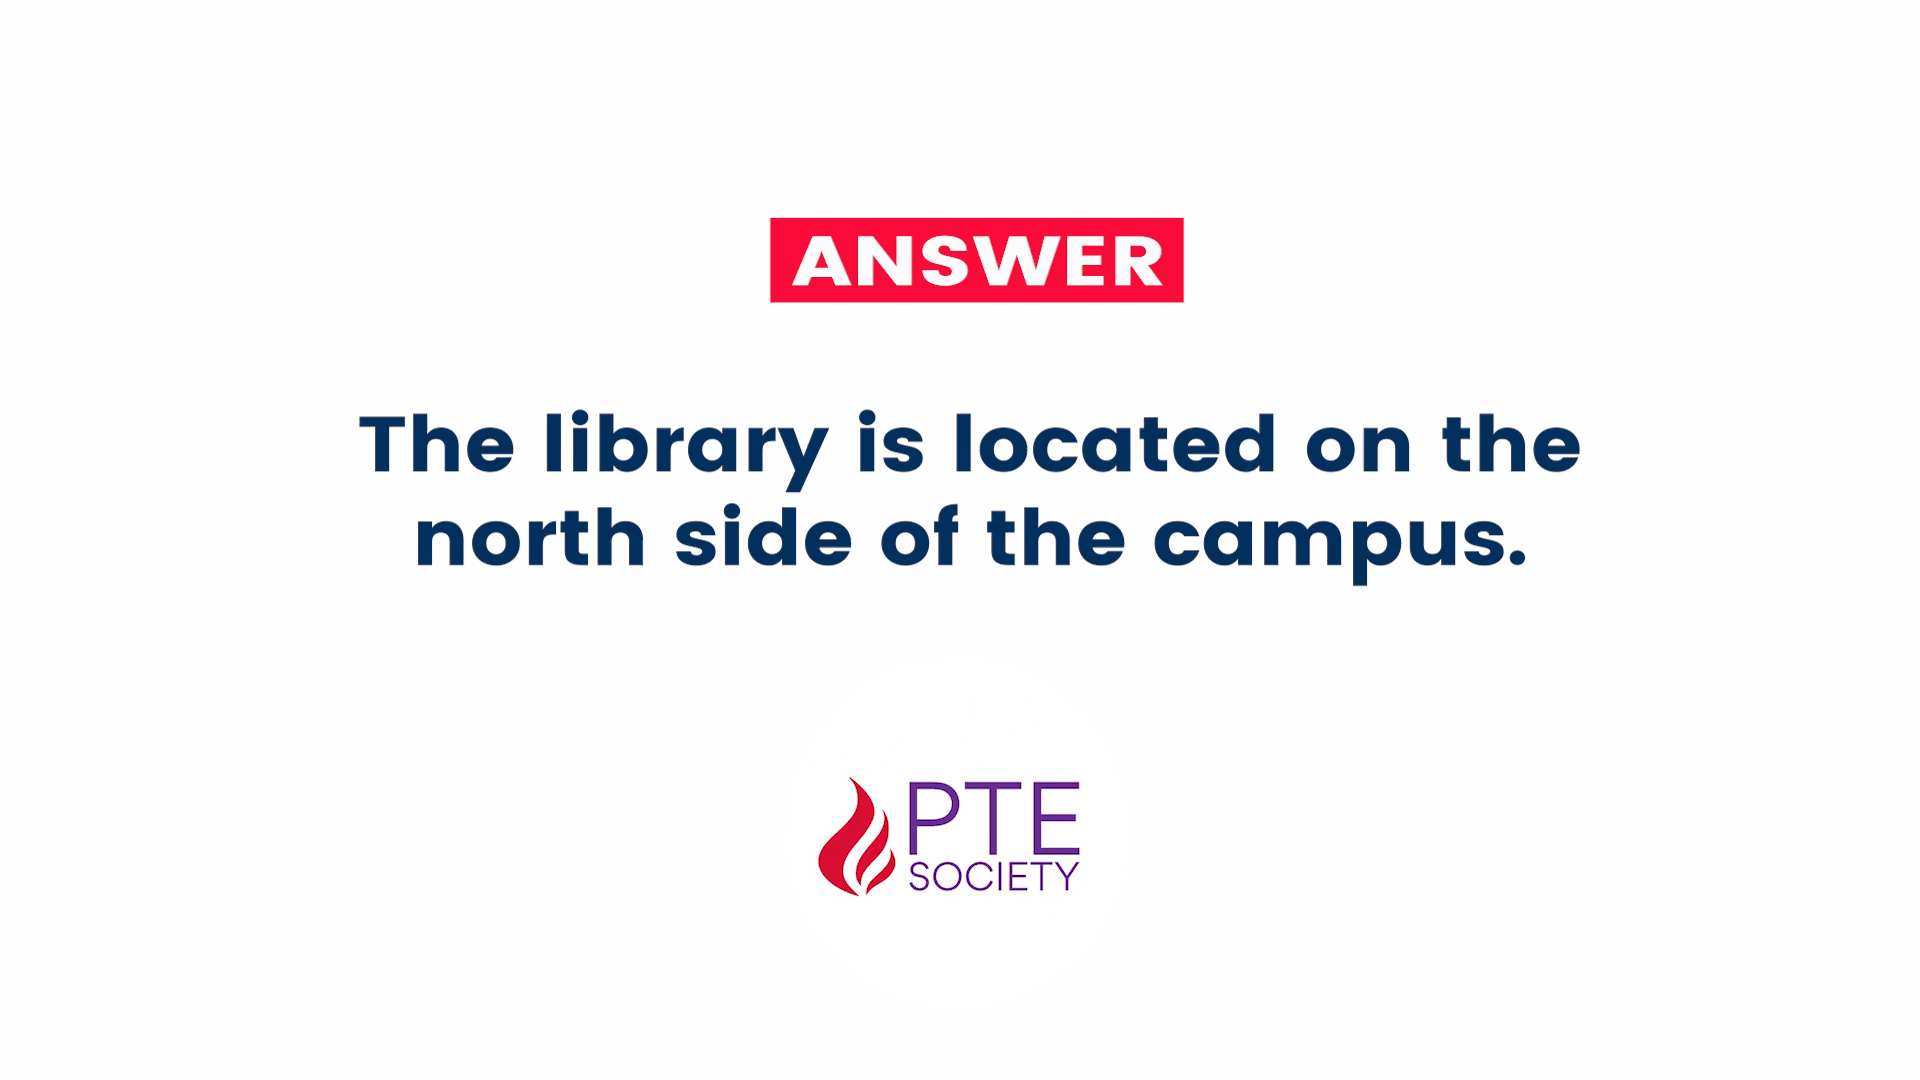 ANSWER
The library is located on the
north side of the campus.
PTE
SOCIETY